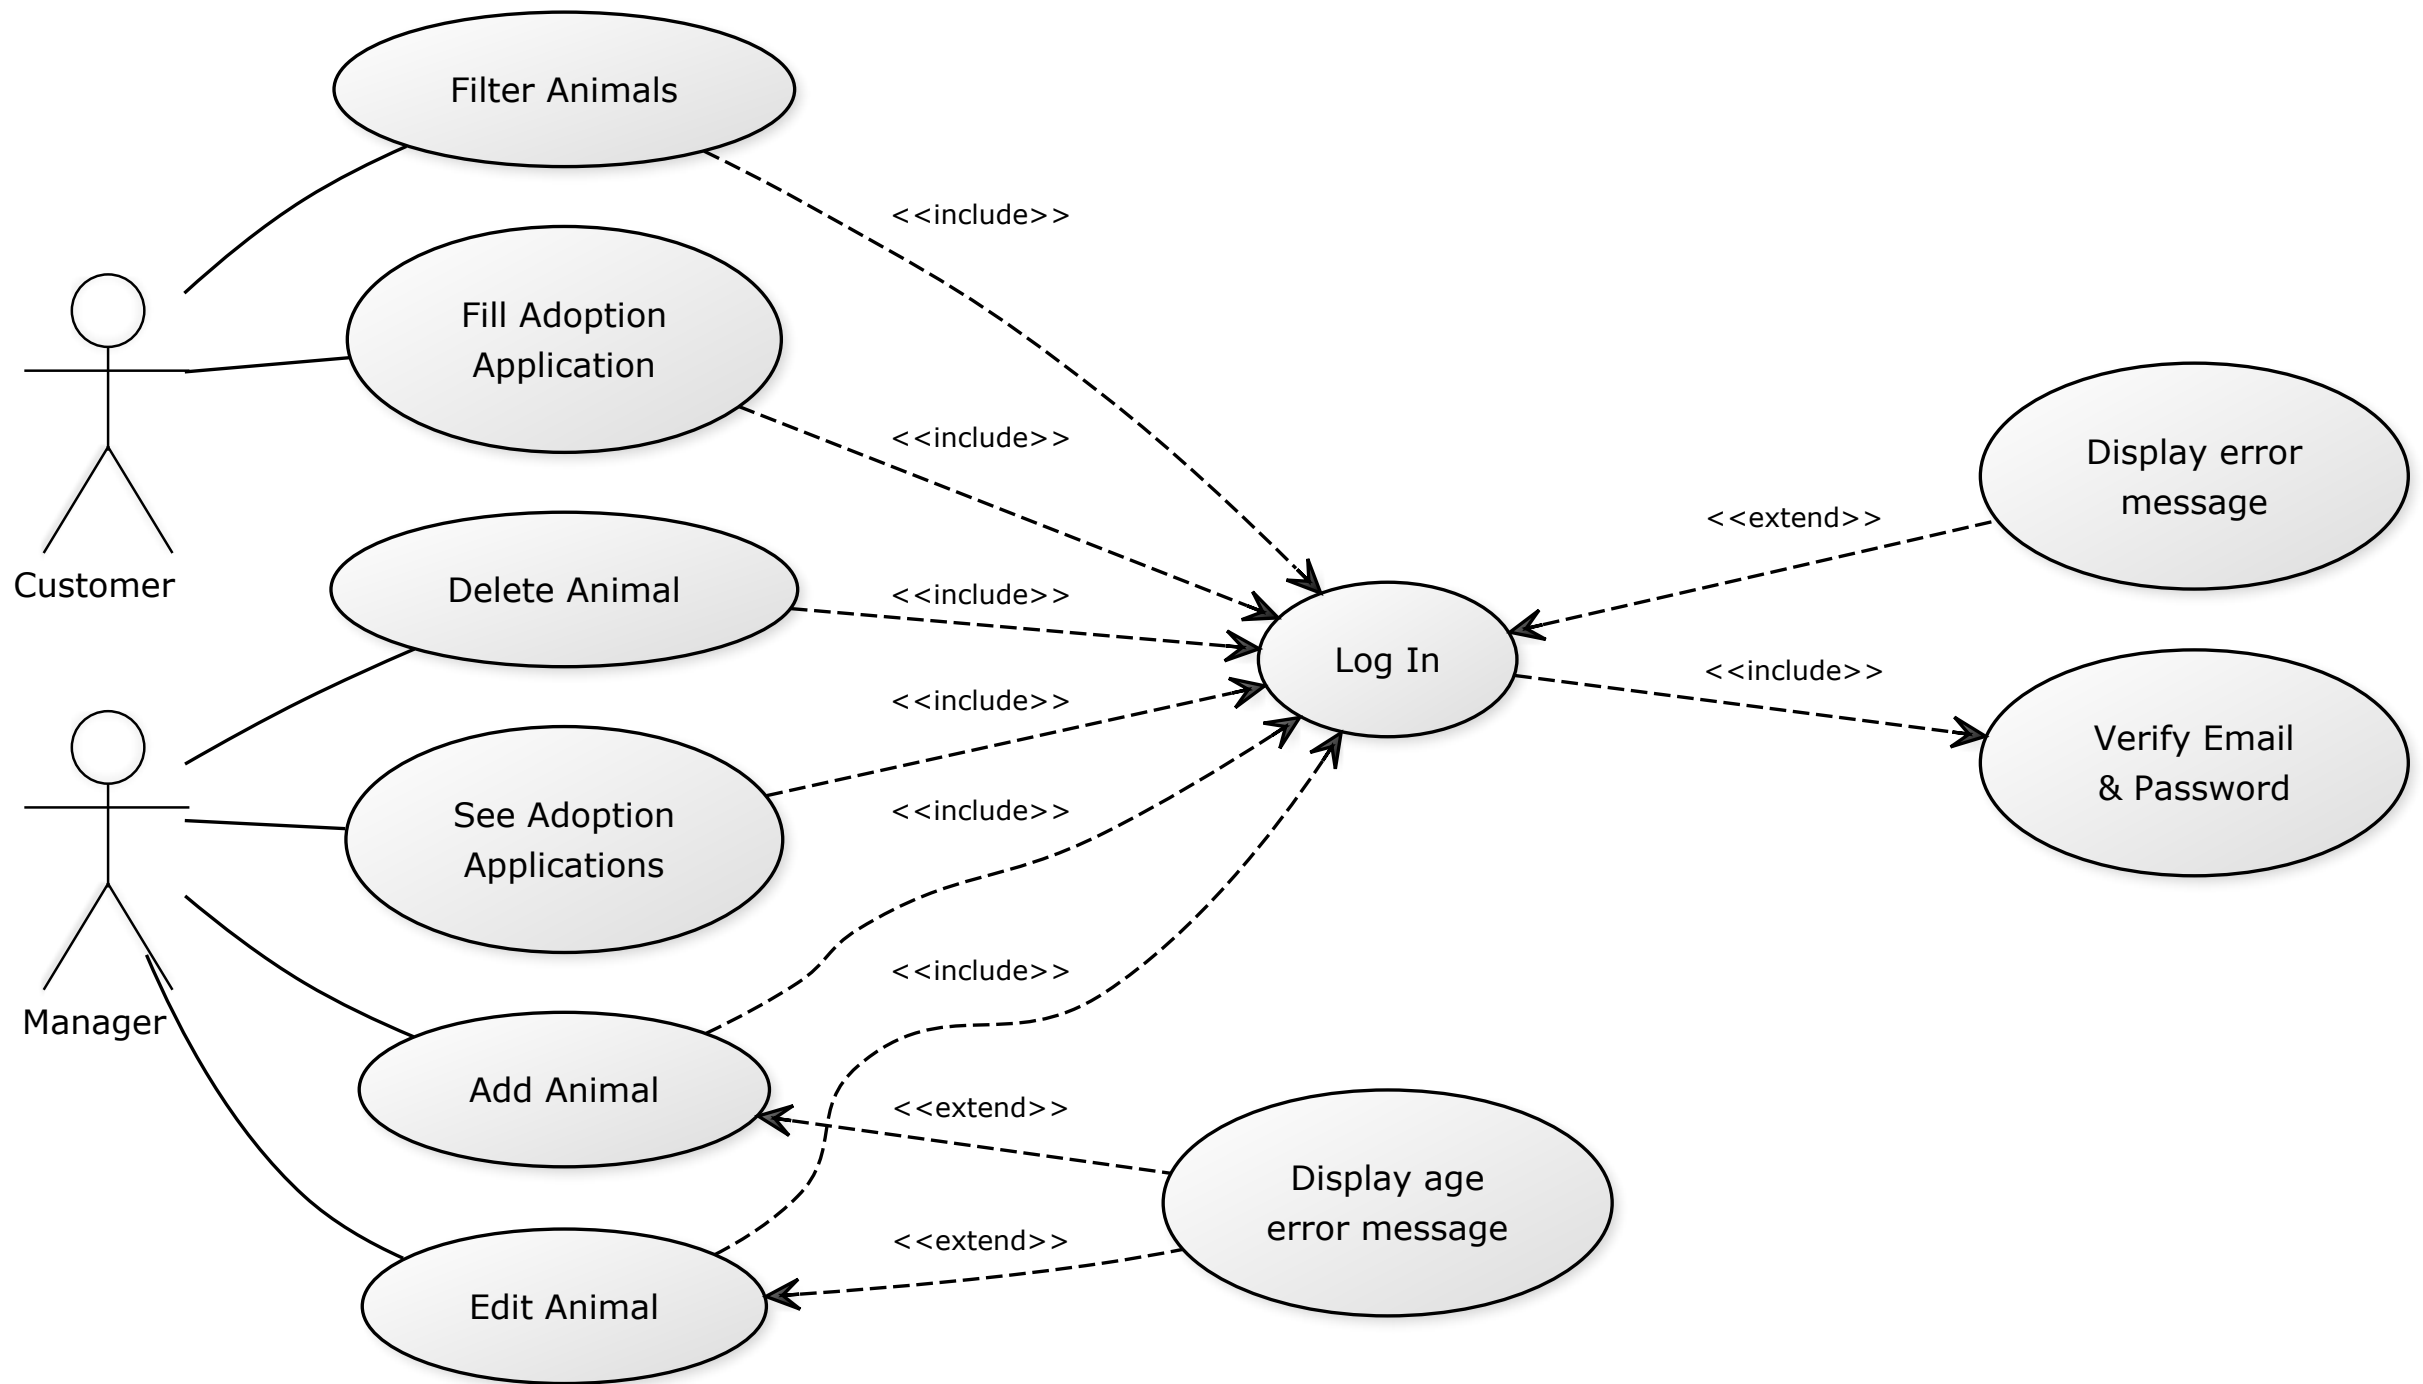 Filter Animals
<<include>>
Fill Adoption
Application
<<include>>
Customer
Delete Animal
<<include>>
Log In
<<extend>>
Display error
message
<<include>>
Verify Email
& Password
<<include>>
See Adoption
Applications
<<include>>
Manager
<<include>>
Add Animal
<<extend>>
Display age
error message
<<extend>>
Edit Animal